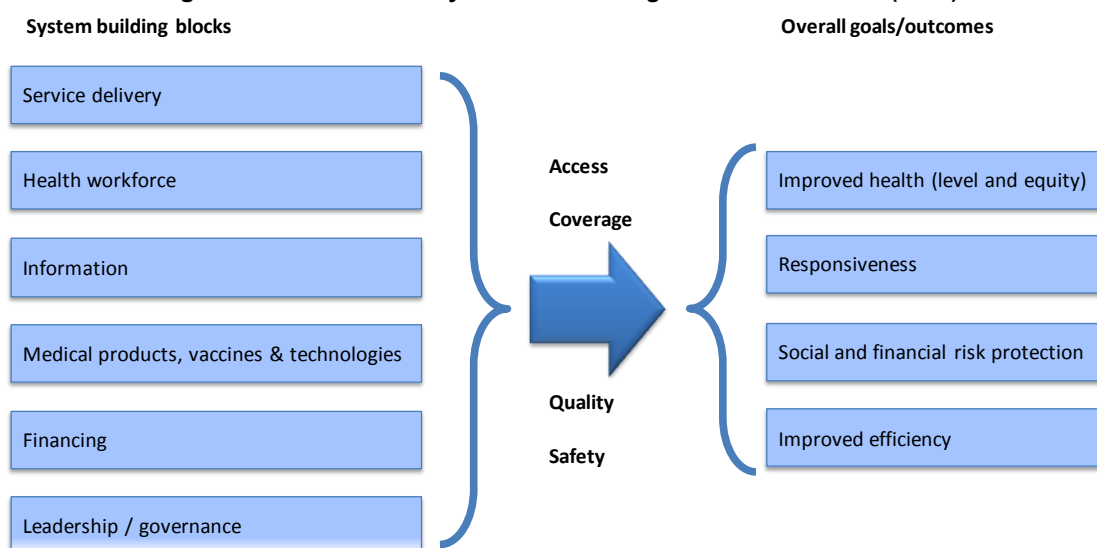 System building blocks
Overall goals/outcomes
Service delivery
Health workforce
Information
Medical products, vaccines & technologies
Financing
Leadership / governance
Access
Coverage
Quality
Safety
Improved health (level and equity)
Responsiveness
Social and financial risk protection
Improved efficiency